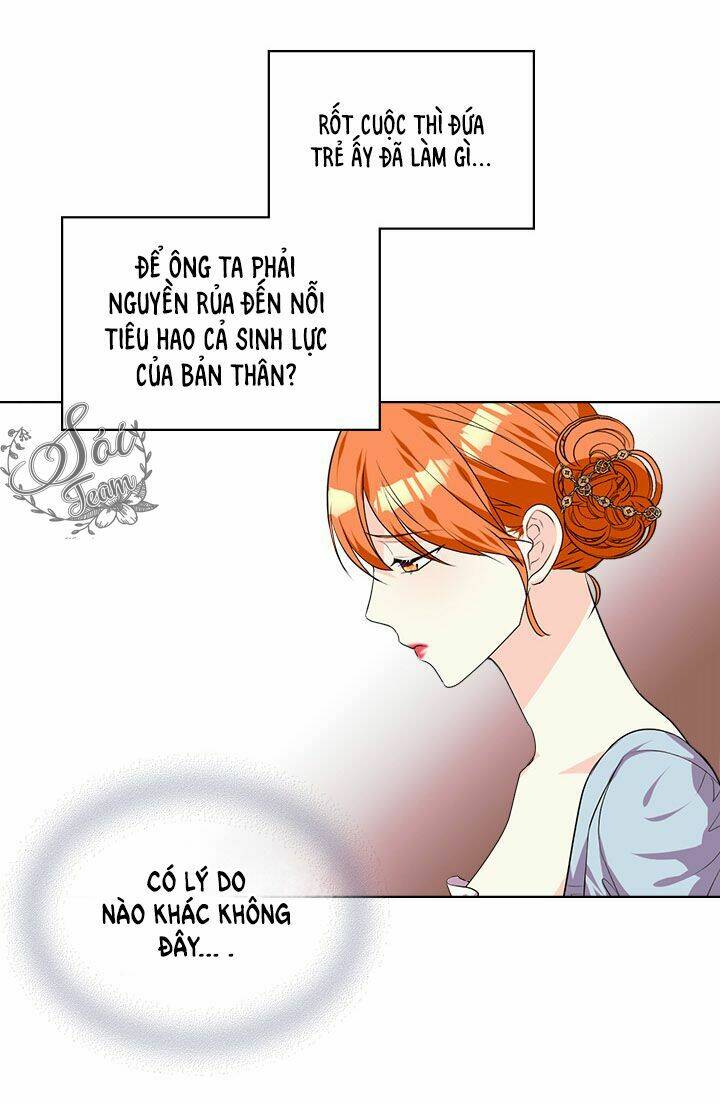 RỐT CUỘC THÌ ĐỨA
TRẺ ẤY ĐÃ LÀM GÌ...
ĐỂ ÔNG TA PHẢI
NGUYỀN RỦA ĐẾN NỖI
TIÊU HAO CẢ SINH LỰC
CỦA BẢN THÂN?
Sói
Team
CÓ LÝ DO
NÀO KHÁC KHÔNG
ĐÂY... .